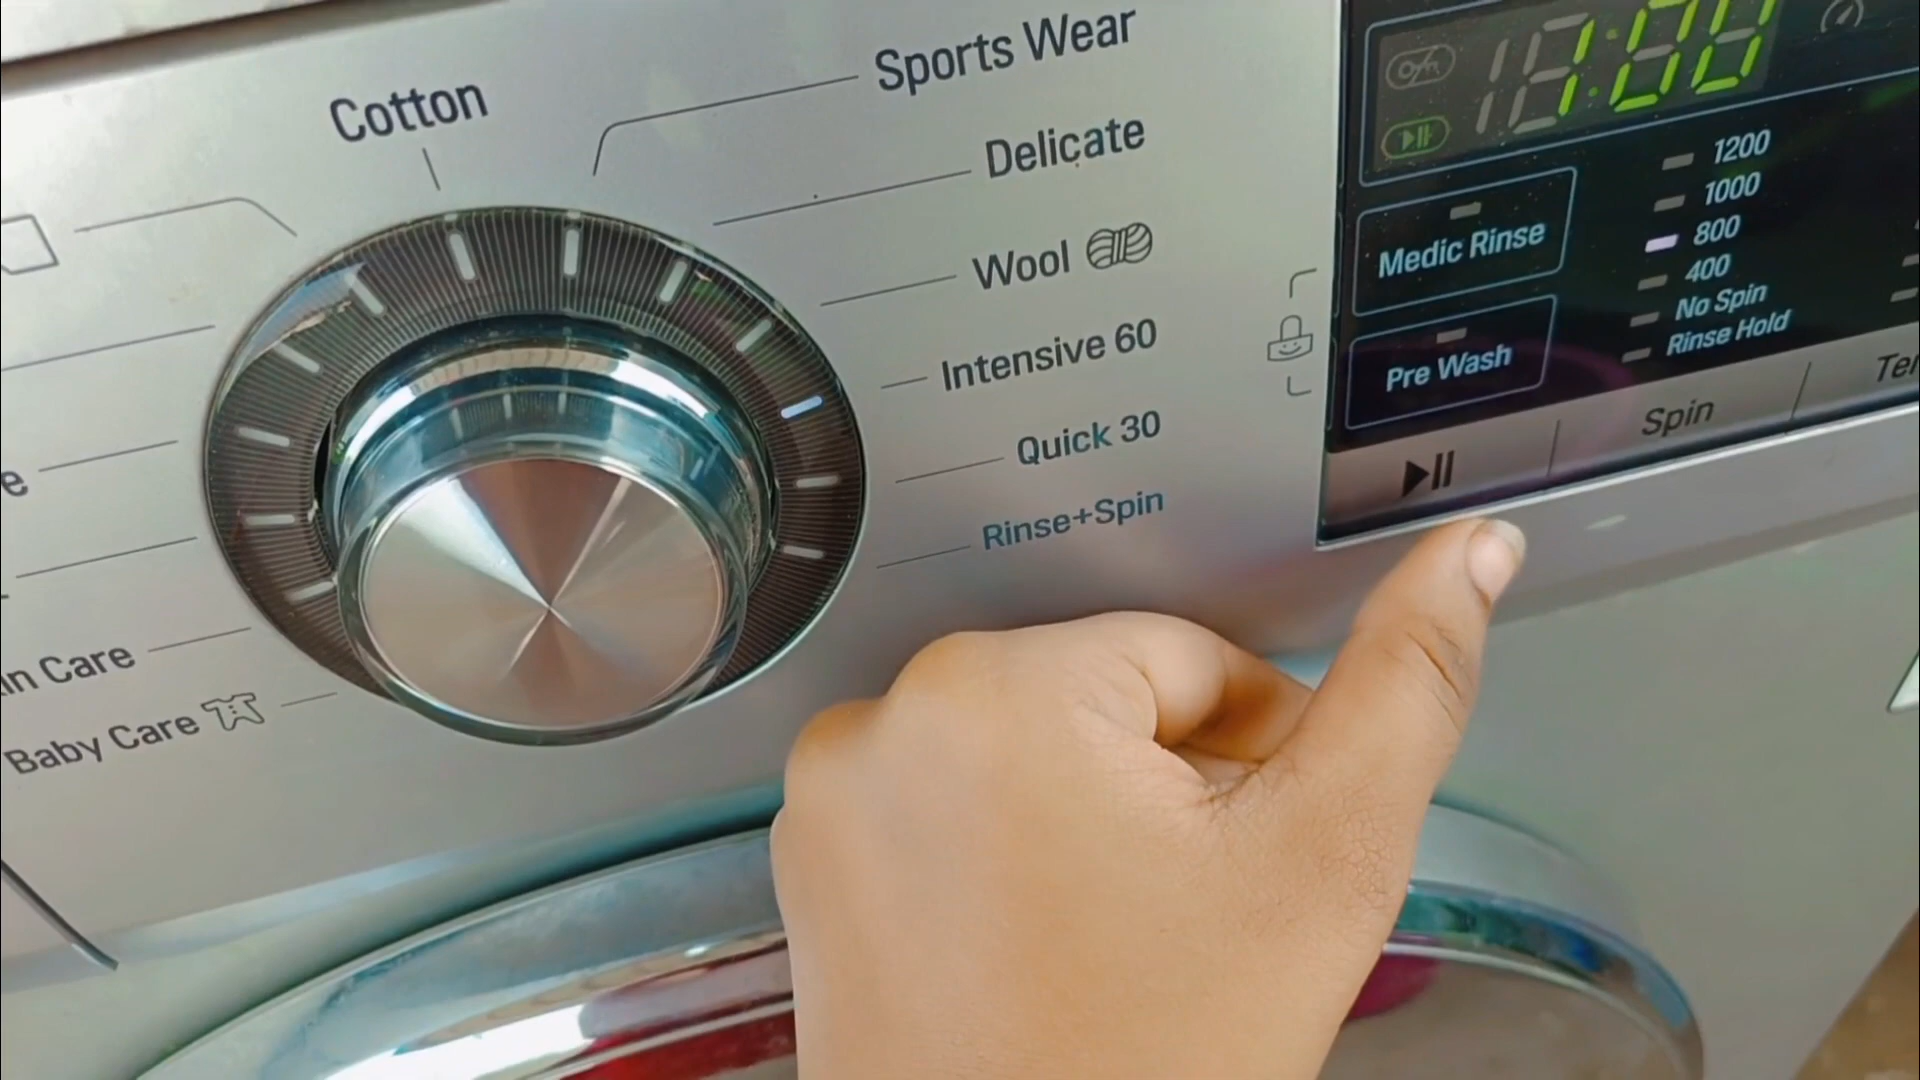 Cotton
Sports Wear
Delicate
Wool
Intensive 60
Quick 30
Rinse+Spin
Baby Care
Care
1:00
1200
1000
800
400
No Spin
Rinse Hold
Medic Rinse
Pre Wash
Spin